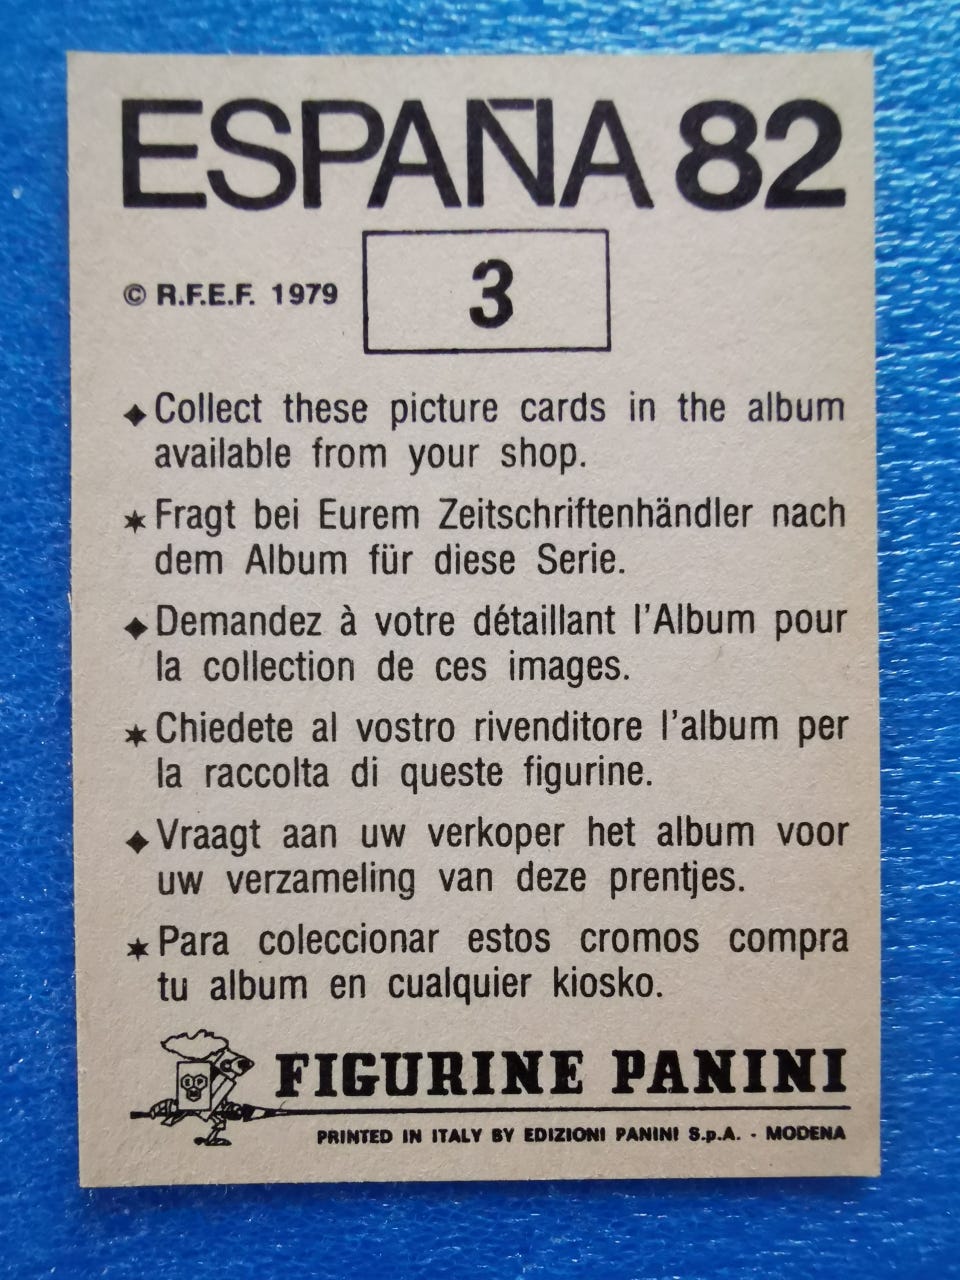 ESPAÑA 82
© R.F.E.F. 1979
3
◆ Collect these picture cards in the album
available from your shop.
✶ Fragt bei Eurem Zeitschriftenhändler nach
dem Album für diese Serie.
◆ Demandez à votre détaillant l'Album pour
la collection de ces images.
✶ Chiedete al vostro rivenditore l'album per
la raccolta di queste figurine.
◆ Vraagt aan uw verkoper het album voor
uw verzameling van deze prentjes.
✶ Para coleccionar estos cromos compra
tu album en cualquier kiosko.
FIGURINE PANINI
PRINTED IN ITALY BY EDIZIONI PANINI S.p.A. - MODENA